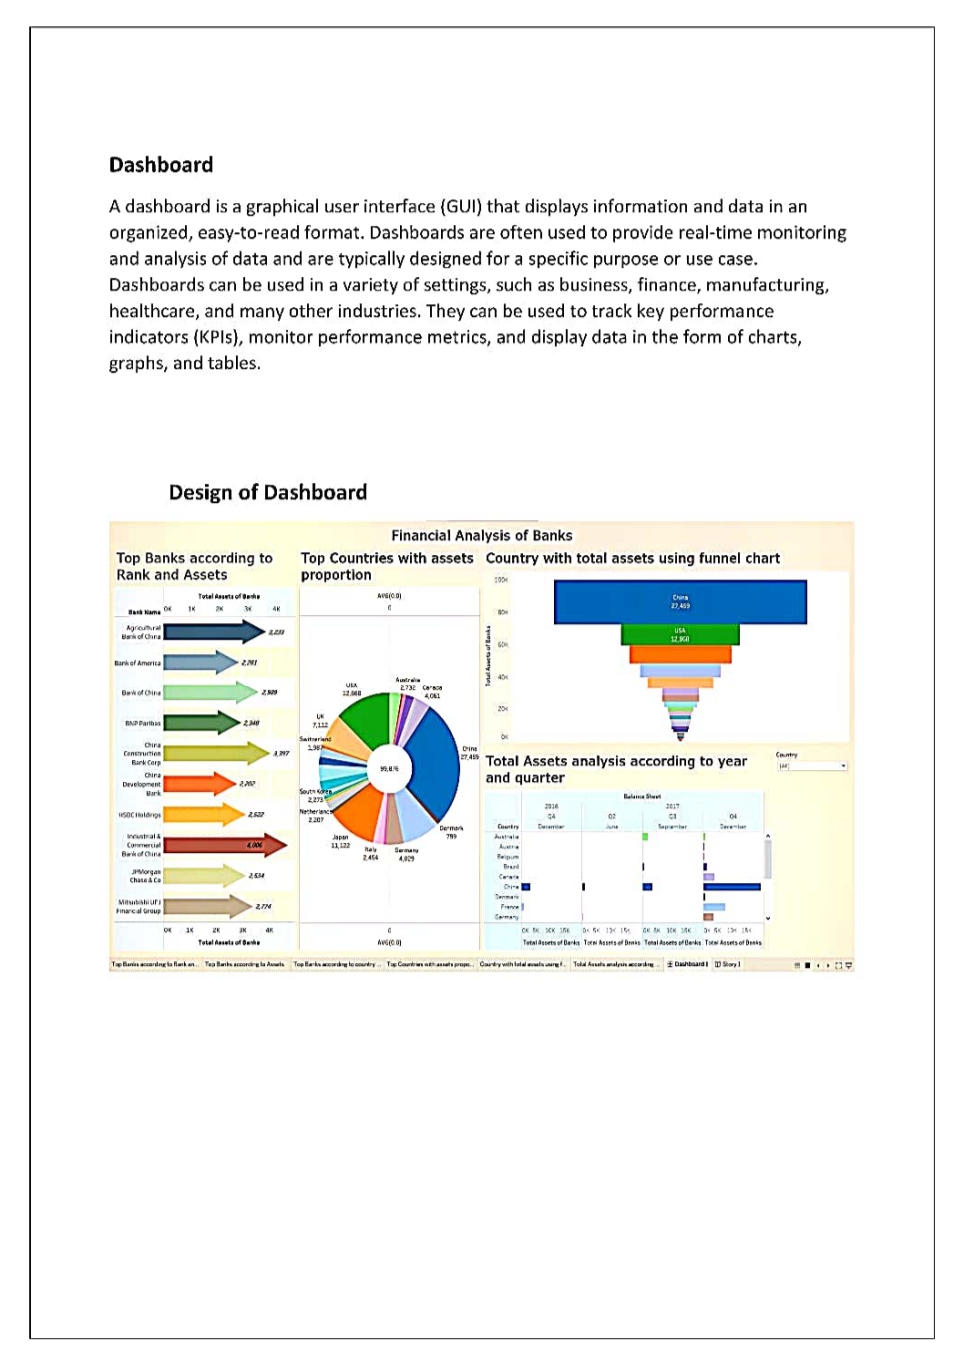 Dashboard
A dashboard is a graphical user interface (GUI) that displays information and data in an
organized, easy-to-read format. Dashboards are often used to provide real-time monitoring
and analysis of data and are typically designed for a specific purpose or use case.
Dashboards can be used in a variety of settings, such as business, finance, manufacturing,
healthcare, and many other industries. They can be used to track key performance
indicators (KPIs), monitor performance metrics, and display data in the form of charts,
graphs, and tables.
Design of Dashboard
Financial Analysis of Banks
Top Banks according to
Rank and Assets
Total Assets of Banks
Bank Name 0K 1K 2K 3K 4K
Agricultural
Bank of China
Bank of America
2,281
Bank of China
BNP Paribas
2,348
China
Construction
Bank Corp
3,397
China
Development
Bank
2,202
HSBC Holdings
2,522
Industrial &
Commercial
Bank of China
4,006
JPMorgan
Chase & Co
2,534
Mitsubishi UFJ
Financial Group
2,774
0K 1K 2K 3K 4K
Total Assets of Banks
Top Countries with assets
proportion
AVG(0.0)
0
USA
12,868
Australia
2,732
Canada
4,061
UK
7,112
Switzerland
1,987
China
27,459
South Korea
2,273
Netherlands
2,207
Japan
11,122
Italy
2,454
Germany
4,029
Denmark
799
0
AVG(0.0)
Country with total assets using funnel chart
Total Assets of Banks
100K
80K
60K
40K
20K
0K
China
27,459
USA
12,868
Total Assets analysis according to year
and quarter
Country
(All)
Balance Sheet
2016 2017
Q4 Q2 Q3 Q4
Country December June September December
Australia
Austria
Belgium
Brazil
Canada
China
Denmark
France
Germany
0K 5K 10K 15K 0K 5K 10K 15K 0K 5K 10K 15K 0K 5K 10K 15K
Total Assets of Banks Total Assets of Banks Total Assets of Banks Total Assets of Banks
Top Banks according to Rank an... Top Banks according to Assets Top Banks according to country ... Top Countries with assets propo... Country with total assets using f... Total Assets analysis according ... Dashboard 1 Story 1